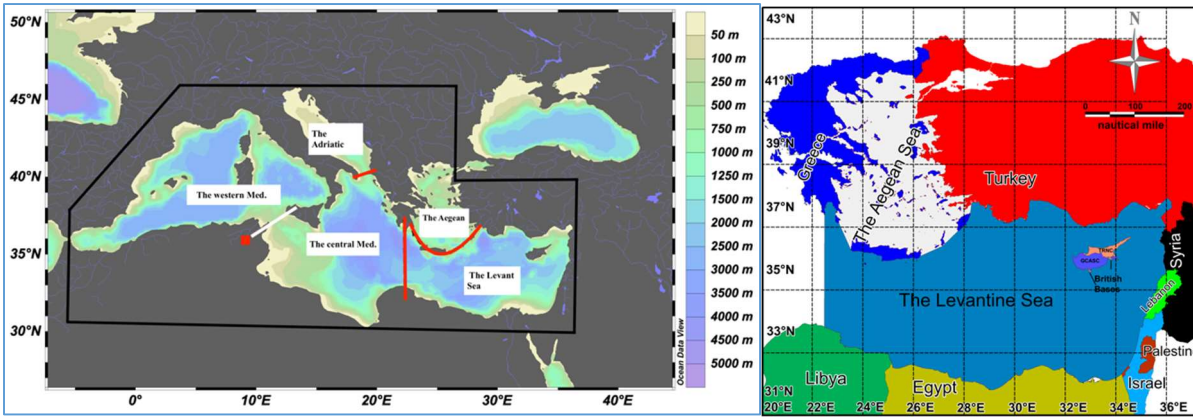 50°N
45°N
40°N
35°N
30°N
0°
10°E
20°E
30°E
40°E
The
Adriatic
The western Med.
The Aegean
The central Med.
The Levant
Sea
50 m
100 m
250 m
500 m
750 m
1000 m
1250 m
1500 m
2000 m
2500 m
3000 m
3500 m
4000 m
4500 m
5000 m
Ocean Data View
43°N
41°N
39°N
37°N
35°N
33°N
31°N
20°E
22°E
24°E
26°E
28°E
30°E
32°E
34°E
36°E
N
0 100 200
nautical mile
Greece
The Aegean Sea
Turkey
TRNC
GCASC
British
Bases
Syria
Lebanon
The Levantine Sea
Palestin
Israel
Libya
Egypt